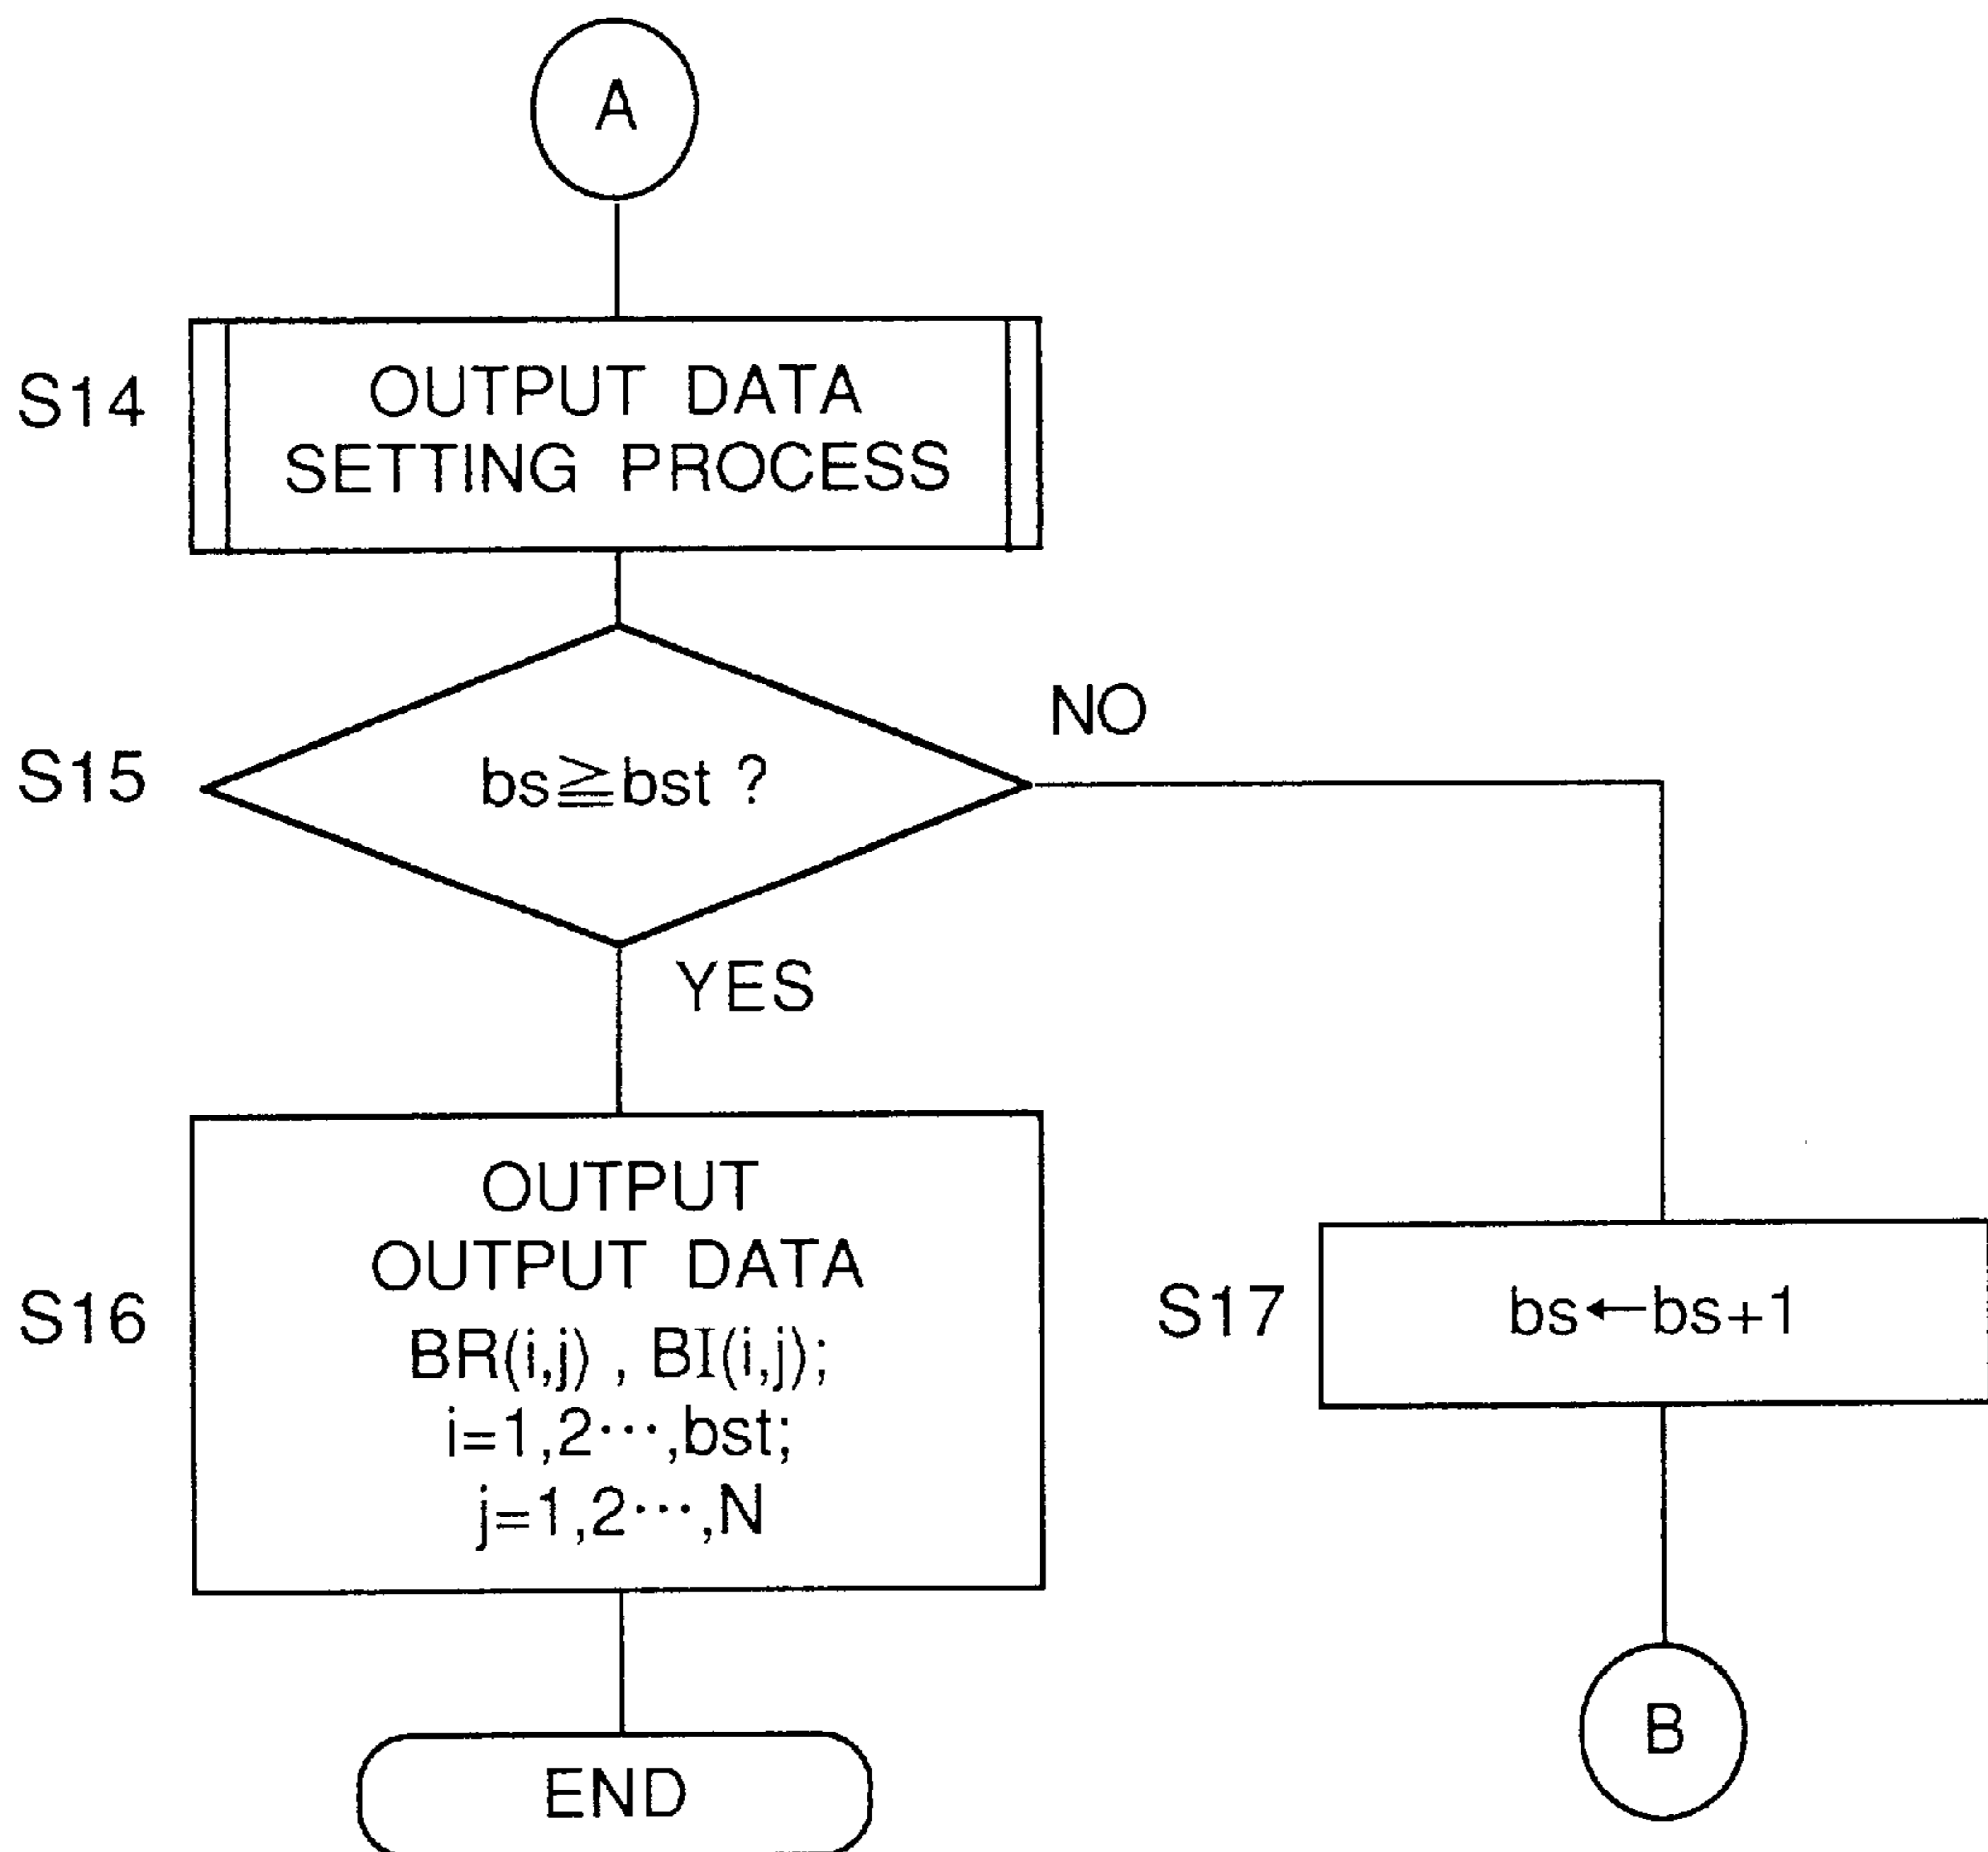 A
S14
OUTPUT DATA
SETTING PROCESS
S15
bs≧bst ?
NO
YES
S16
OUTPUT
OUTPUT DATA
BR(i,j) , BI(i,j);
i=1,2⋯,bst;
j=1,2⋯,N
S17
bs←bs+1
END
B